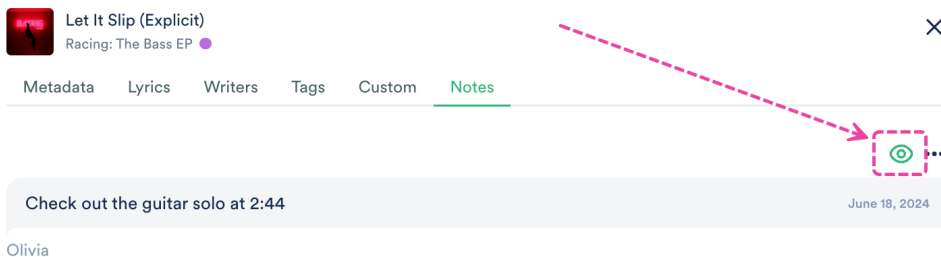 Let It Slip (Explicit)
Racing: The Bass EP
Metadata Lyrics Writers Tags Custom Notes
Check out the guitar solo at 2:44 June 18, 2024
Olivia